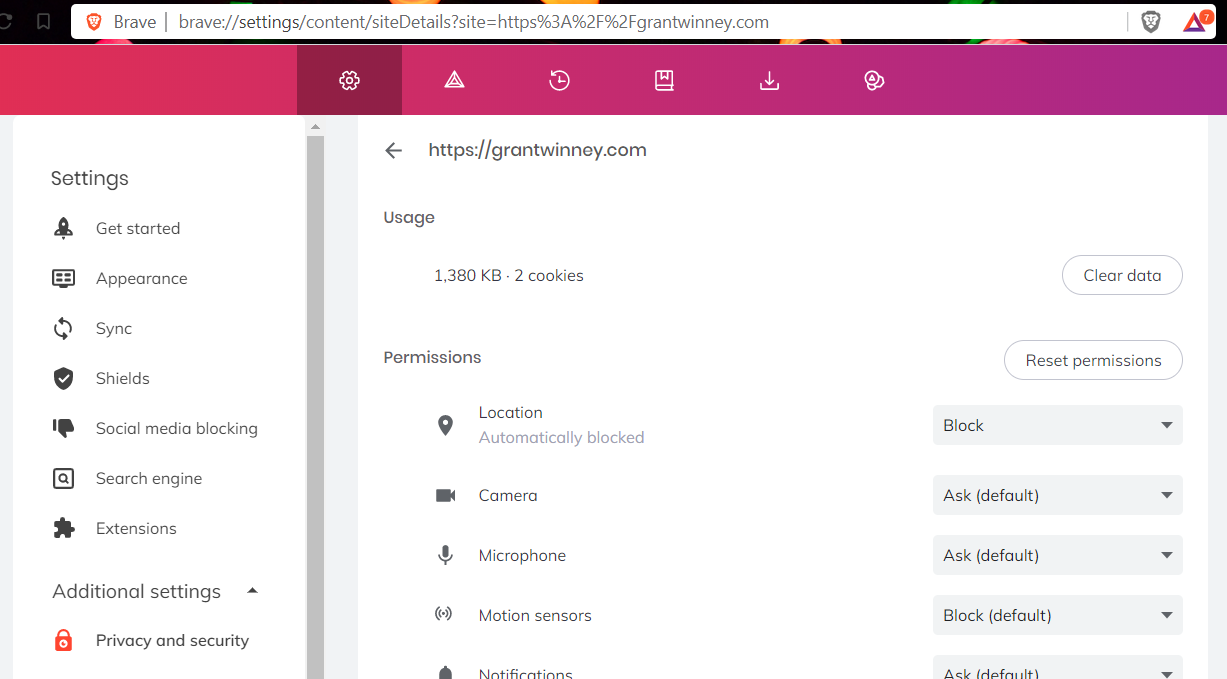 Brave | brave://settings/content/siteDetails?site=https%3A%2F%2Fgrantwinney.com
7
https://grantwinney.com
Settings
Get started
Appearance
Sync
Shields
Social media blocking
Search engine
Extensions
Additional settings
Privacy and security
Usage
1,380 KB · 2 cookies
Clear data
Permissions
Reset permissions
Location
Automatically blocked
Block
Camera
Ask (default)
Microphone
Ask (default)
Motion sensors
Block (default)
Notifications
Ask (default)